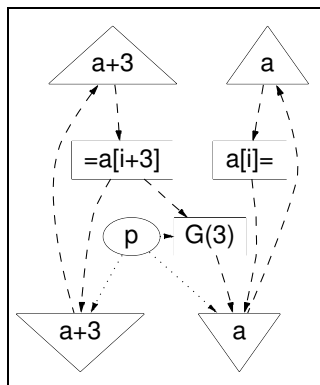 a+3
a
=a[i+3]
a[i]=
p
G(3)
a+3
a